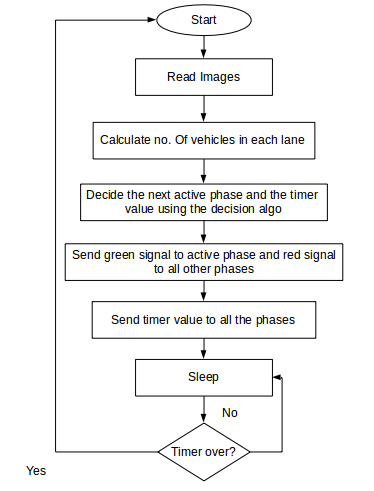 Start
Read Images
Calculate no. Of vehicles in each lane
Decide the next active phase and the timer
value using the decision algo
Send green signal to active phase and red signal
to all other phases
Send timer value to all the phases
Sleep
No
Timer over?
Yes